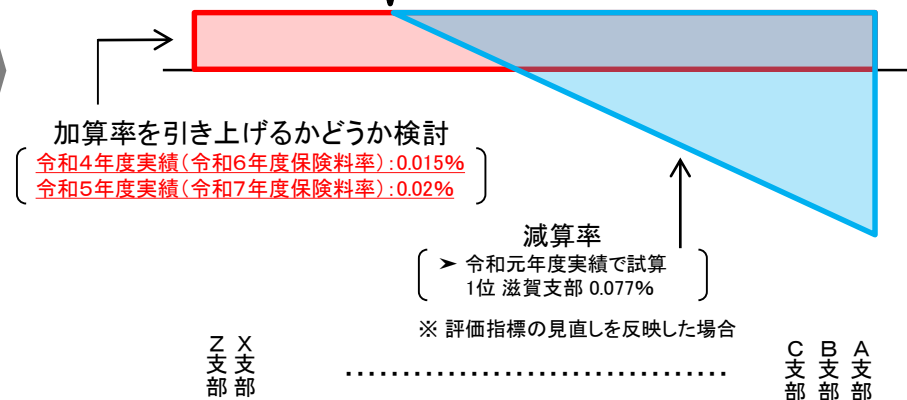 加算率を引き上げるかどうか検討
令和4年度実績(令和6年度保険料率):0.015%
令和5年度実績(令和7年度保険料率):0.02%
減算率
➤ 令和元年度実績で試算
1位 滋賀支部 0.077%
※ 評価指標の見直しを反映した場合
Z支部
X支部
................................
C支部
B支部
A支部